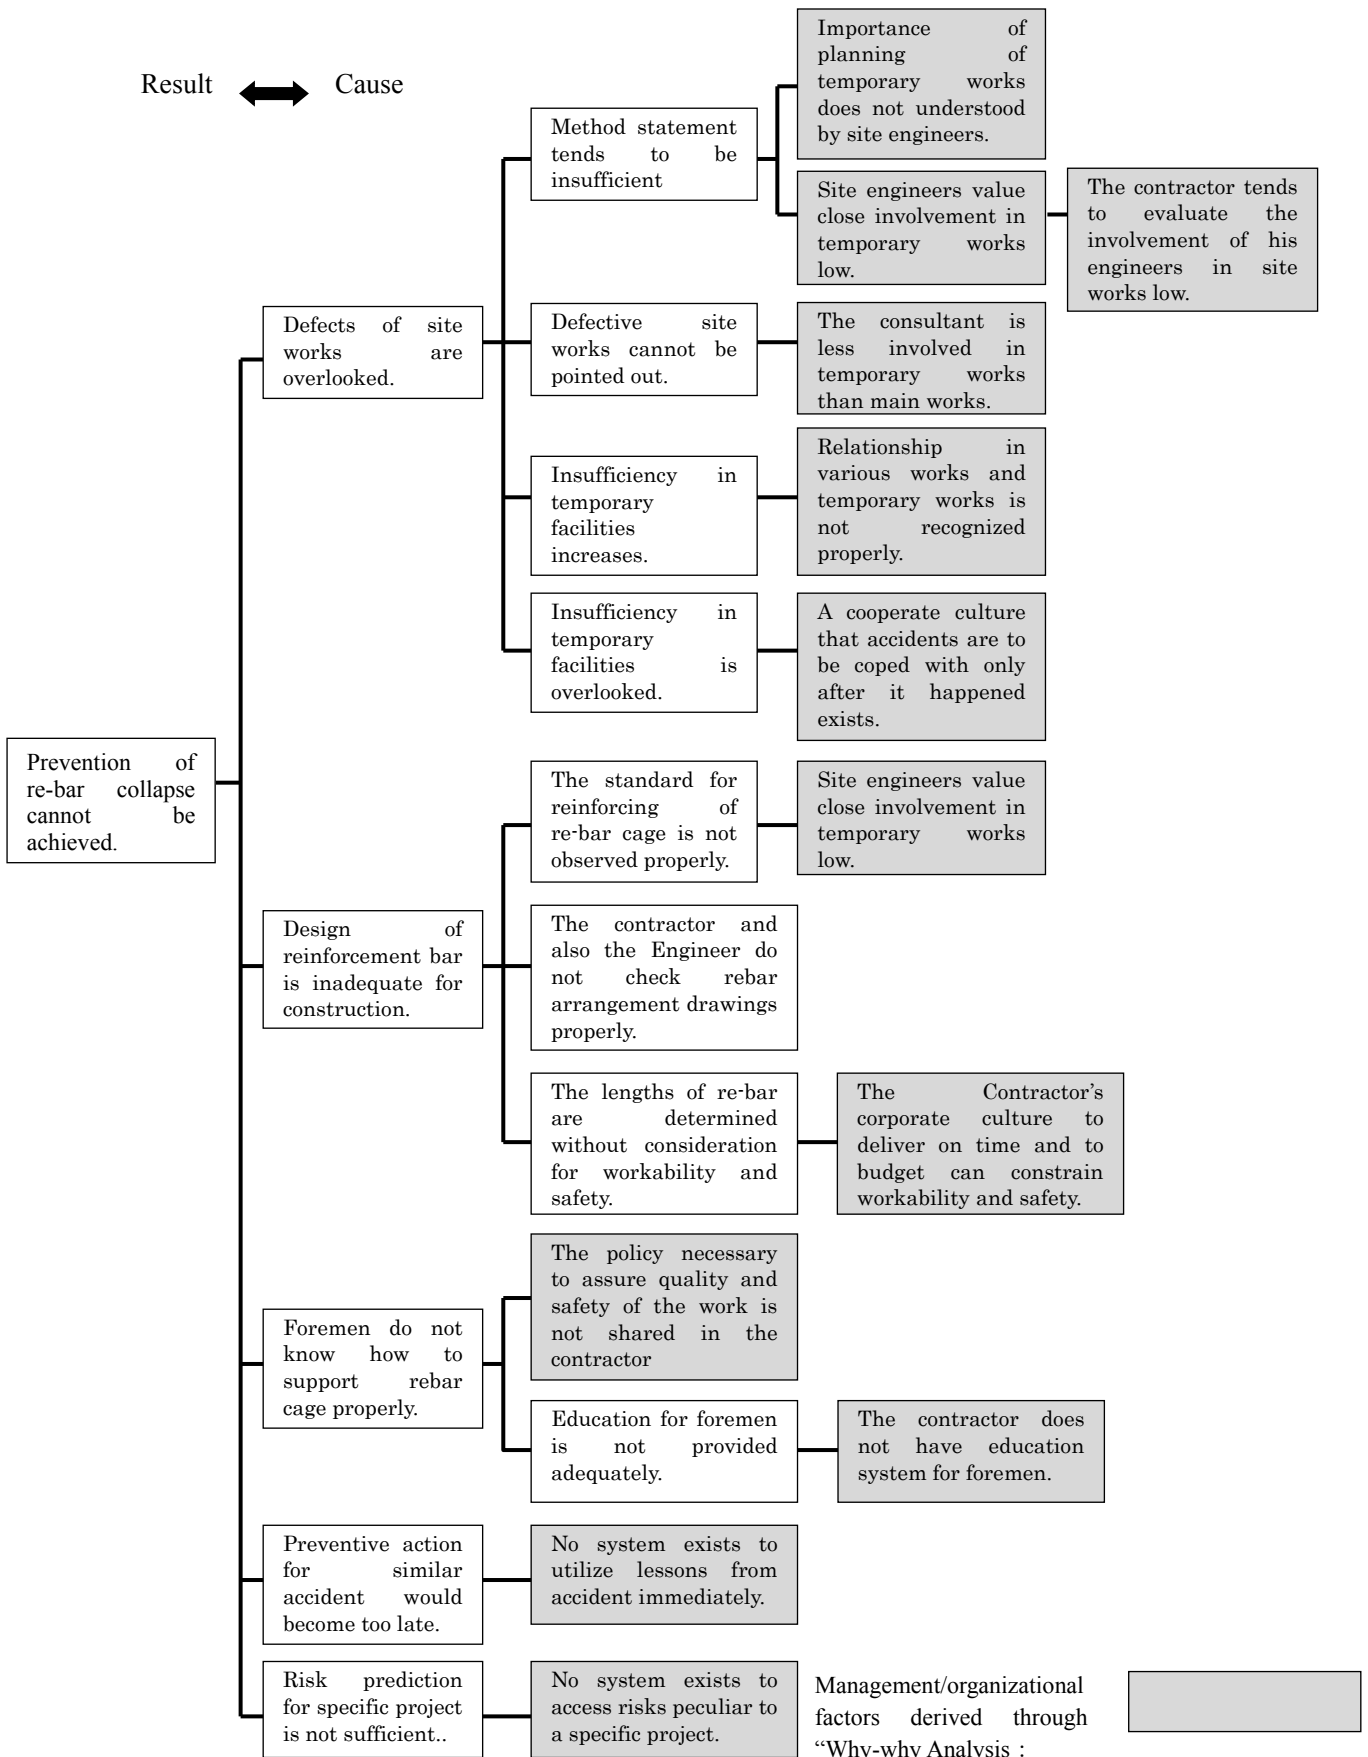 Result Cause
Importance of
planning of
temporary works
does not understood
by site engineers.
Method statement
tends to be
insufficient
Site engineers value
close involvement in
temporary works
low.
The contractor tends
to evaluate the
involvement of his
engineers in site
works low.
Defects of site
works are
overlooked.
Defective site
works cannot be
pointed out.
The consultant is
less involved in
temporary works
than main works.
Insufficiency in
temporary
facilities
increases.
Relationship in
various works and
temporary works is
not recognized
properly.
Insufficiency in
temporary
facilities is
overlooked.
A cooperate culture
that accidents are to
be coped with only
after it happened
exists.
Prevention of
re-bar collapse
cannot be
achieved.
The standard for
reinforcing of
re-bar cage is not
observed properly.
Site engineers value
close involvement in
temporary works
low.
Design of
reinforcement bar
is inadequate for
construction.
The contractor and
also the Engineer do
not check rebar
arrangement drawings
properly.
The lengths of re-bar
are determined
without consideration
for workability and
safety.
The Contractor's
corporate culture to
deliver on time and to
budget can constrain
workability and safety.
Foremen do not
know how to
support rebar
cage properly.
The policy necessary
to assure quality and
safety of the work is
not shared in the
contractor
Education for foremen
is not provided
adequately.
The contractor does
not have education
system for foremen.
Preventive action
for similar
accident would
become too late.
No system exists to
utilize lessons from
accident immediately.
Risk prediction
for specific project
is not sufficient..
No system exists to
access risks peculiar to
a specific project.
Management/organizational
factors derived through
“Why-why Analysis :